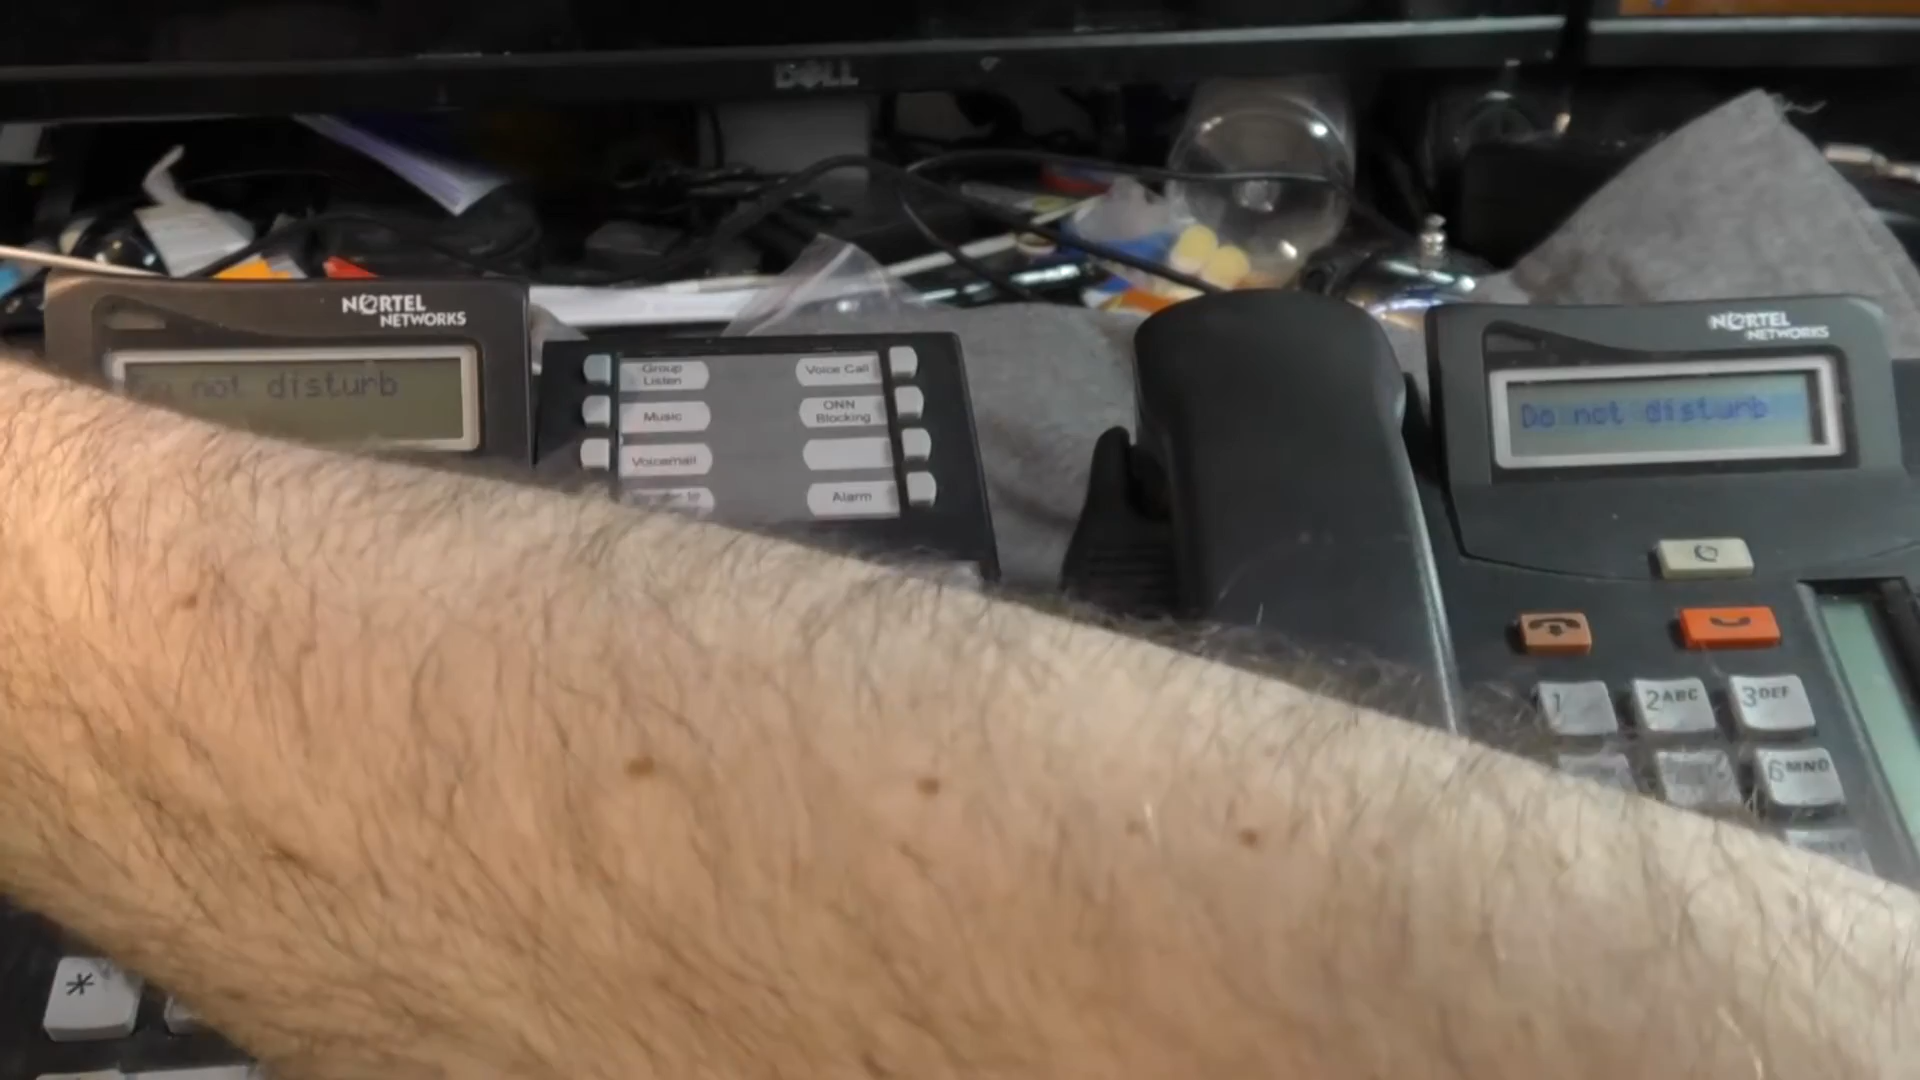 DELL
NORTEL
NETWORKS
not disturb
Group
Listen
Music
Voicemail
Voice Call
ONN
Blocking
Alarm
NORTEL
NETWORKS
Do not disturb
1
2ABC
3DEF
6MNO
*